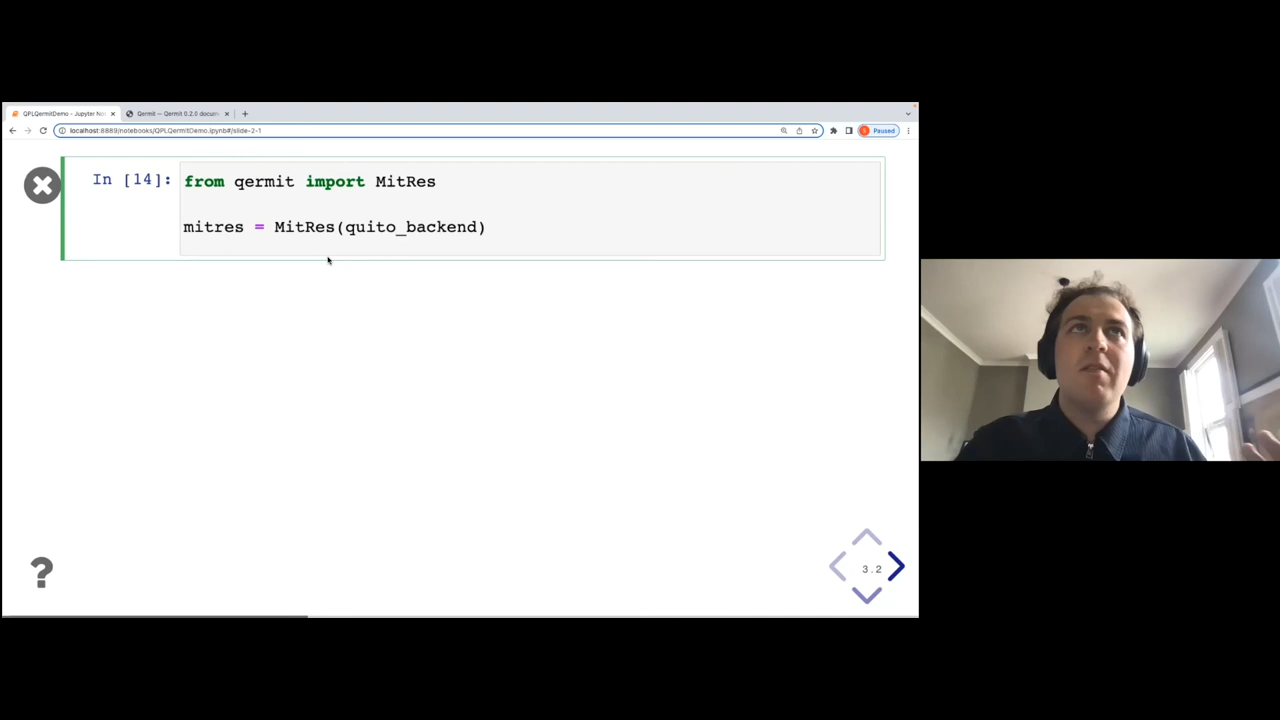 QPLQermitDemo - Jupyter Not
Qermit — Qermit 0.2.0 docum
localhost:8889/notebooks/QPLQermitDemo.ipynb#/slide-2-1
S
Paused
In [14]:
from qermit import MitRes
mitres = MitRes(quito_backend)
?
3.2